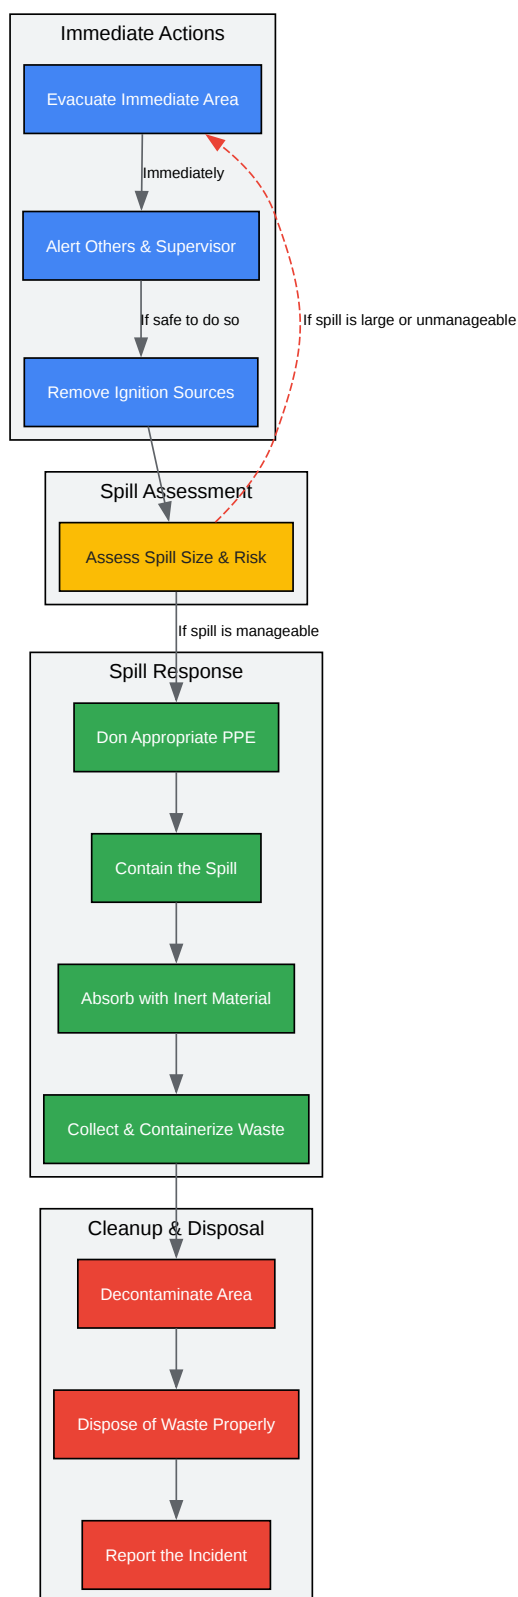 Immediate Actions
Evacuate Immediate Area
Immediately
Alert Others & Supervisor
If safe to do so
If spill is large or unmanageable
Remove Ignition Sources
Spill Assessment
Assess Spill Size & Risk
If spill is manageable
Spill Response
Don Appropriate PPE
Contain the Spill
Absorb with Inert Material
Collect & Containerize Waste
Cleanup & Disposal
Decontaminate Area
Dispose of Waste Properly
Report the Incident